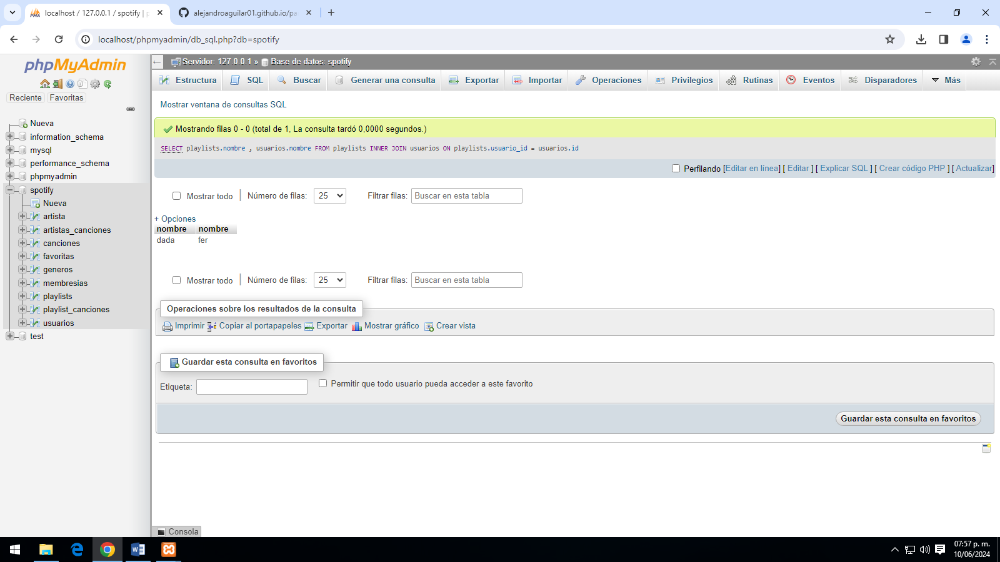 localhost / 127.0.0.1 / spotify | p
alejandroaguilar01.github.io/pa
localhost/phpmyadmin/db_sql.php?db=spotify
phpMyAdmin
Reciente Favoritas
Nueva
information_schema
mysql
performance_schema
phpmyadmin
spotify
Nueva
artista
artistas_canciones
canciones
favoritas
generos
membresias
playlists
playlist_canciones
usuarios
test
Servidor: 127.0.0.1 » Base de datos: spotify
Estructura SQL Buscar Generar una consulta Exportar Importar Operaciones Privilegios Rutinas Eventos Disparadores Más
Mostrar ventana de consultas SQL
Mostrando filas 0 - 0 (total de 1, La consulta tardó 0,0000 segundos.)
SELECT playlists.nombre , usuarios.nombre FROM playlists INNER JOIN usuarios ON playlists.usuario_id = usuarios.id
Perfilando [Editar en línea] [ Editar ] [ Explicar SQL ] [ Crear código PHP ] [ Actualizar]
Mostrar todo | Número de filas: 25 Filtrar filas: Buscar en esta tabla
+ Opciones
nombre nombre
dada fer
Mostrar todo | Número de filas: 25 Filtrar filas: Buscar en esta tabla
Operaciones sobre los resultados de la consulta
Imprimir Copiar al portapapeles Exportar Mostrar gráfico Crear vista
Guardar esta consulta en favoritos
Etiqueta: Permitir que todo usuario pueda acceder a este favorito
Guardar esta consulta en favoritos
Consola
07:57 p. m.
10/06/2024